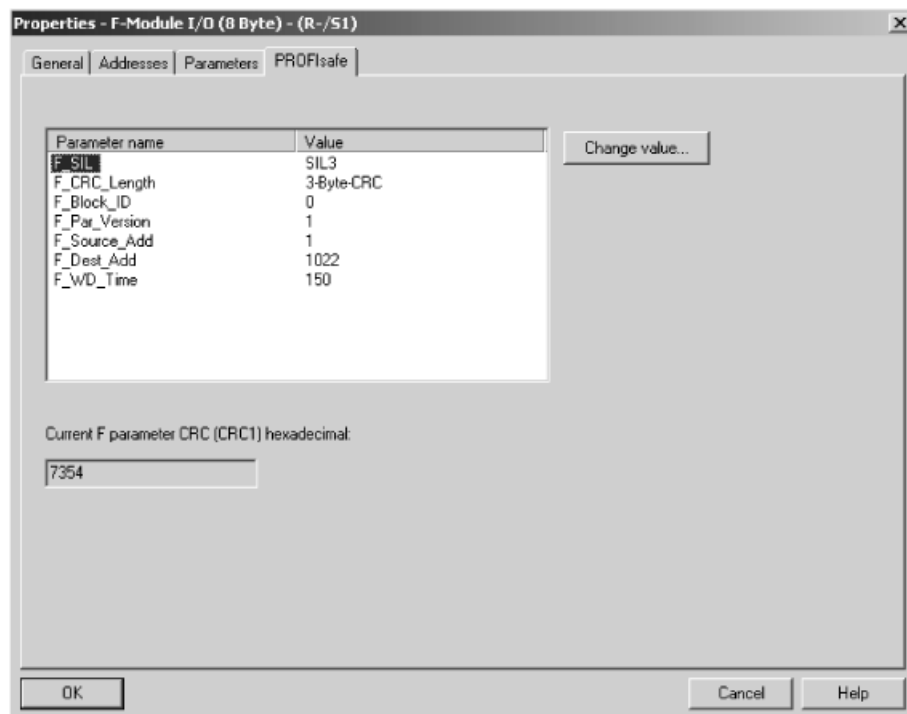 Properties - F-Module I/O (8 Byte) - (R-/S1)
General Addresses Parameters PROFIsafe
Parameter name Value
F_SIL SIL3
F_CRC_Length 3-Byte-CRC
F_Block_ID 0
F_Par_Version 1
F_Source_Add 1
F_Dest_Add 1022
F_WD_Time 150
Change value...
Current F parameter CRC (CRC1) hexadecimal:
7354
OK Cancel Help